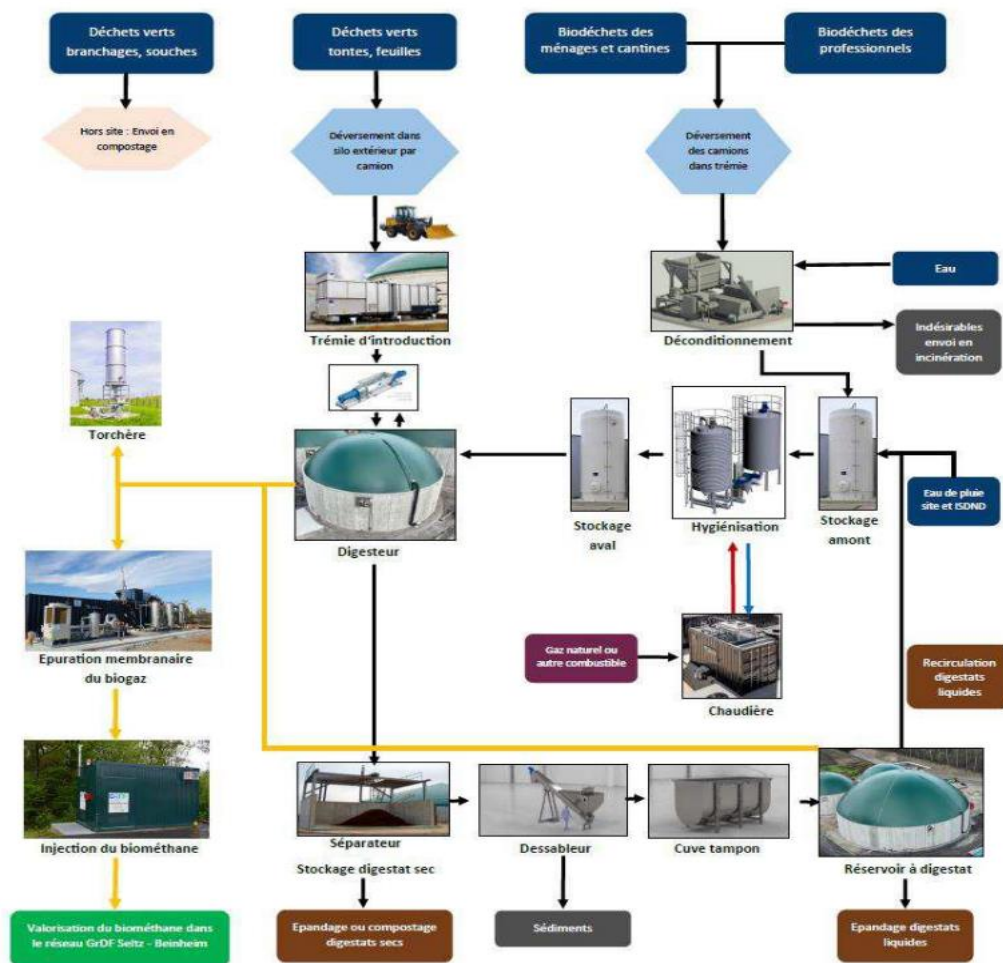 Déchets verts
branchages, souches
Déchets verts
tontes, feuilles
Biodéchets des
ménages et cantines
Biodéchets des
professionnels
Hors site : Envoi en
compostage
Déversement dans
silo extérieur par
camion
Déversement
des camions
dans trémie
Eau
Trémie d'introduction
Déconditionnement
Indésirables
envoi en
incinération
Torchère
Digesteur
Stockage
aval
Hygiénisation
Stockage
amont
Eau de pluie
site et ISDND
Epuration membranaire
du biogaz
Gaz naturel ou
autre combustible
Chaudière
Recirculation
digestats
liquides
Injection du biométhane
Séparateur
Stockage digestat sec
Dessableur
Cuve tampon
Réservoir à digestat
Valorisation du biométhane dans
le réseau GrDF Seltz - Beinheim
Epandage ou compostage
digestats secs
Sédiments
Epandage digestats
liquides